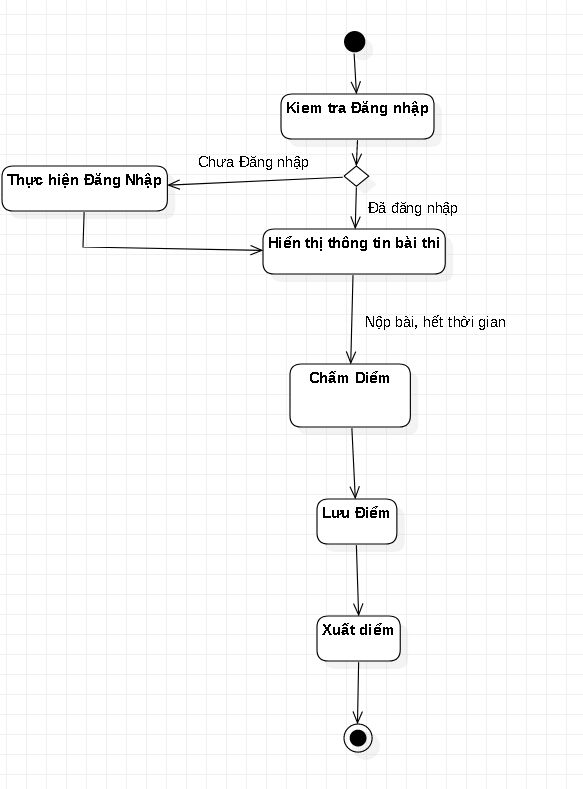 Kiem tra Đăng nhập
Chưa Đăng nhập
Thực hiện Đăng Nhập
Đã đăng nhập
Hiển thị thông tin bài thi
Nộp bài, hết thời gian
Chấm Diểm
Lưu Điểm
Xuất diểm